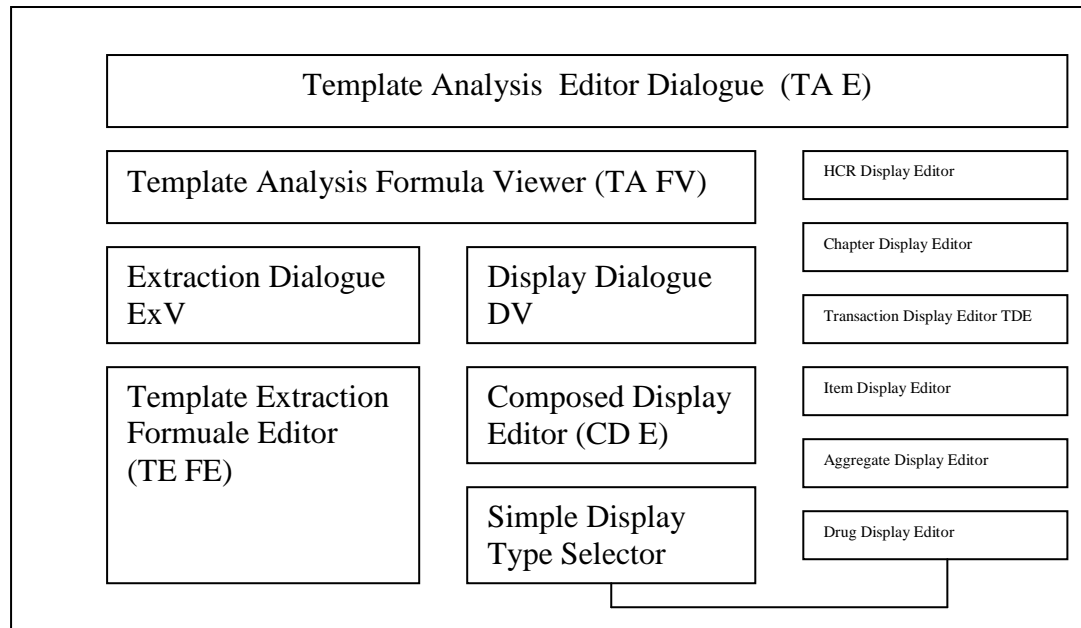 Template Analysis Editor Dialogue (TA E)
Template Analysis Formula Viewer (TA FV)
Extraction Dialogue
ExV
Display Dialogue
DV
Template Extraction
Formuale Editor
(TE FE)
Composed Display
Editor (CD E)
Simple Display
Type Selector
HCR Display Editor
Chapter Display Editor
Transaction Display Editor TDE
Item Display Editor
Aggregate Display Editor
Drug Display Editor